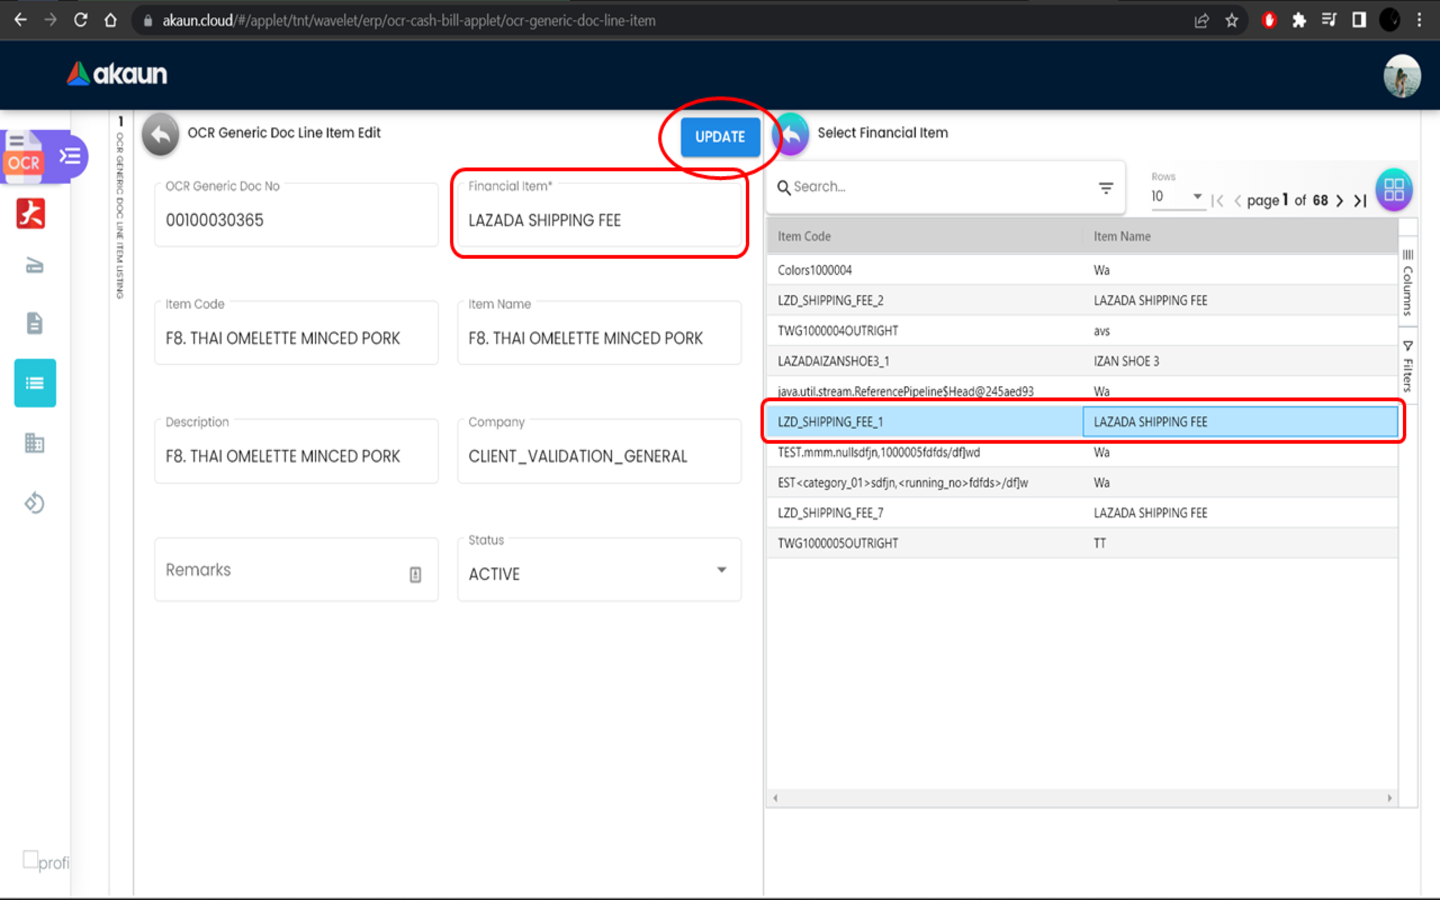 akaun.cloud/#/applet/tnt/wavelet/erp/ocr-cash-bill-applet/ocr-generic-doc-line-item
akaun
OCR
1
OCR GENERIC DOC LINE ITEM LISTING
OCR Generic Doc Line Item Edit
UPDATE
OCR Generic Doc No
00100030365
Financial Item*
LAZADA SHIPPING FEE
Item Code
F8. THAI OMELETTE MINCED PORK
Item Name
F8. THAI OMELETTE MINCED PORK
Description
F8. THAI OMELETTE MINCED PORK
Company
CLIENT_VALIDATION_GENERAL
Remarks
Status
ACTIVE
Select Financial Item
Search...
Rows
10
page 1 of 68
Item Code Item Name
Colors1000004 Wa
LZD_SHIPPING_FEE_2 LAZADA SHIPPING FEE
TWG1000004OUTRIGHT avs
LAZADAIZANSHOE3_1 IZAN SHOE 3
java.util.stream.ReferencePipeline$Head@245aed93 Wa
LZD_SHIPPING_FEE_1 LAZADA SHIPPING FEE
TEST.mmm.nullsdfjn,1000005fdfds/df]wd Wa
EST<category_01>sdfjn,<running_no>fdfds>/df]w Wa
LZD_SHIPPING_FEE_7 LAZADA SHIPPING FEE
TWG1000005OUTRIGHT TT
Columns
Filters
profi